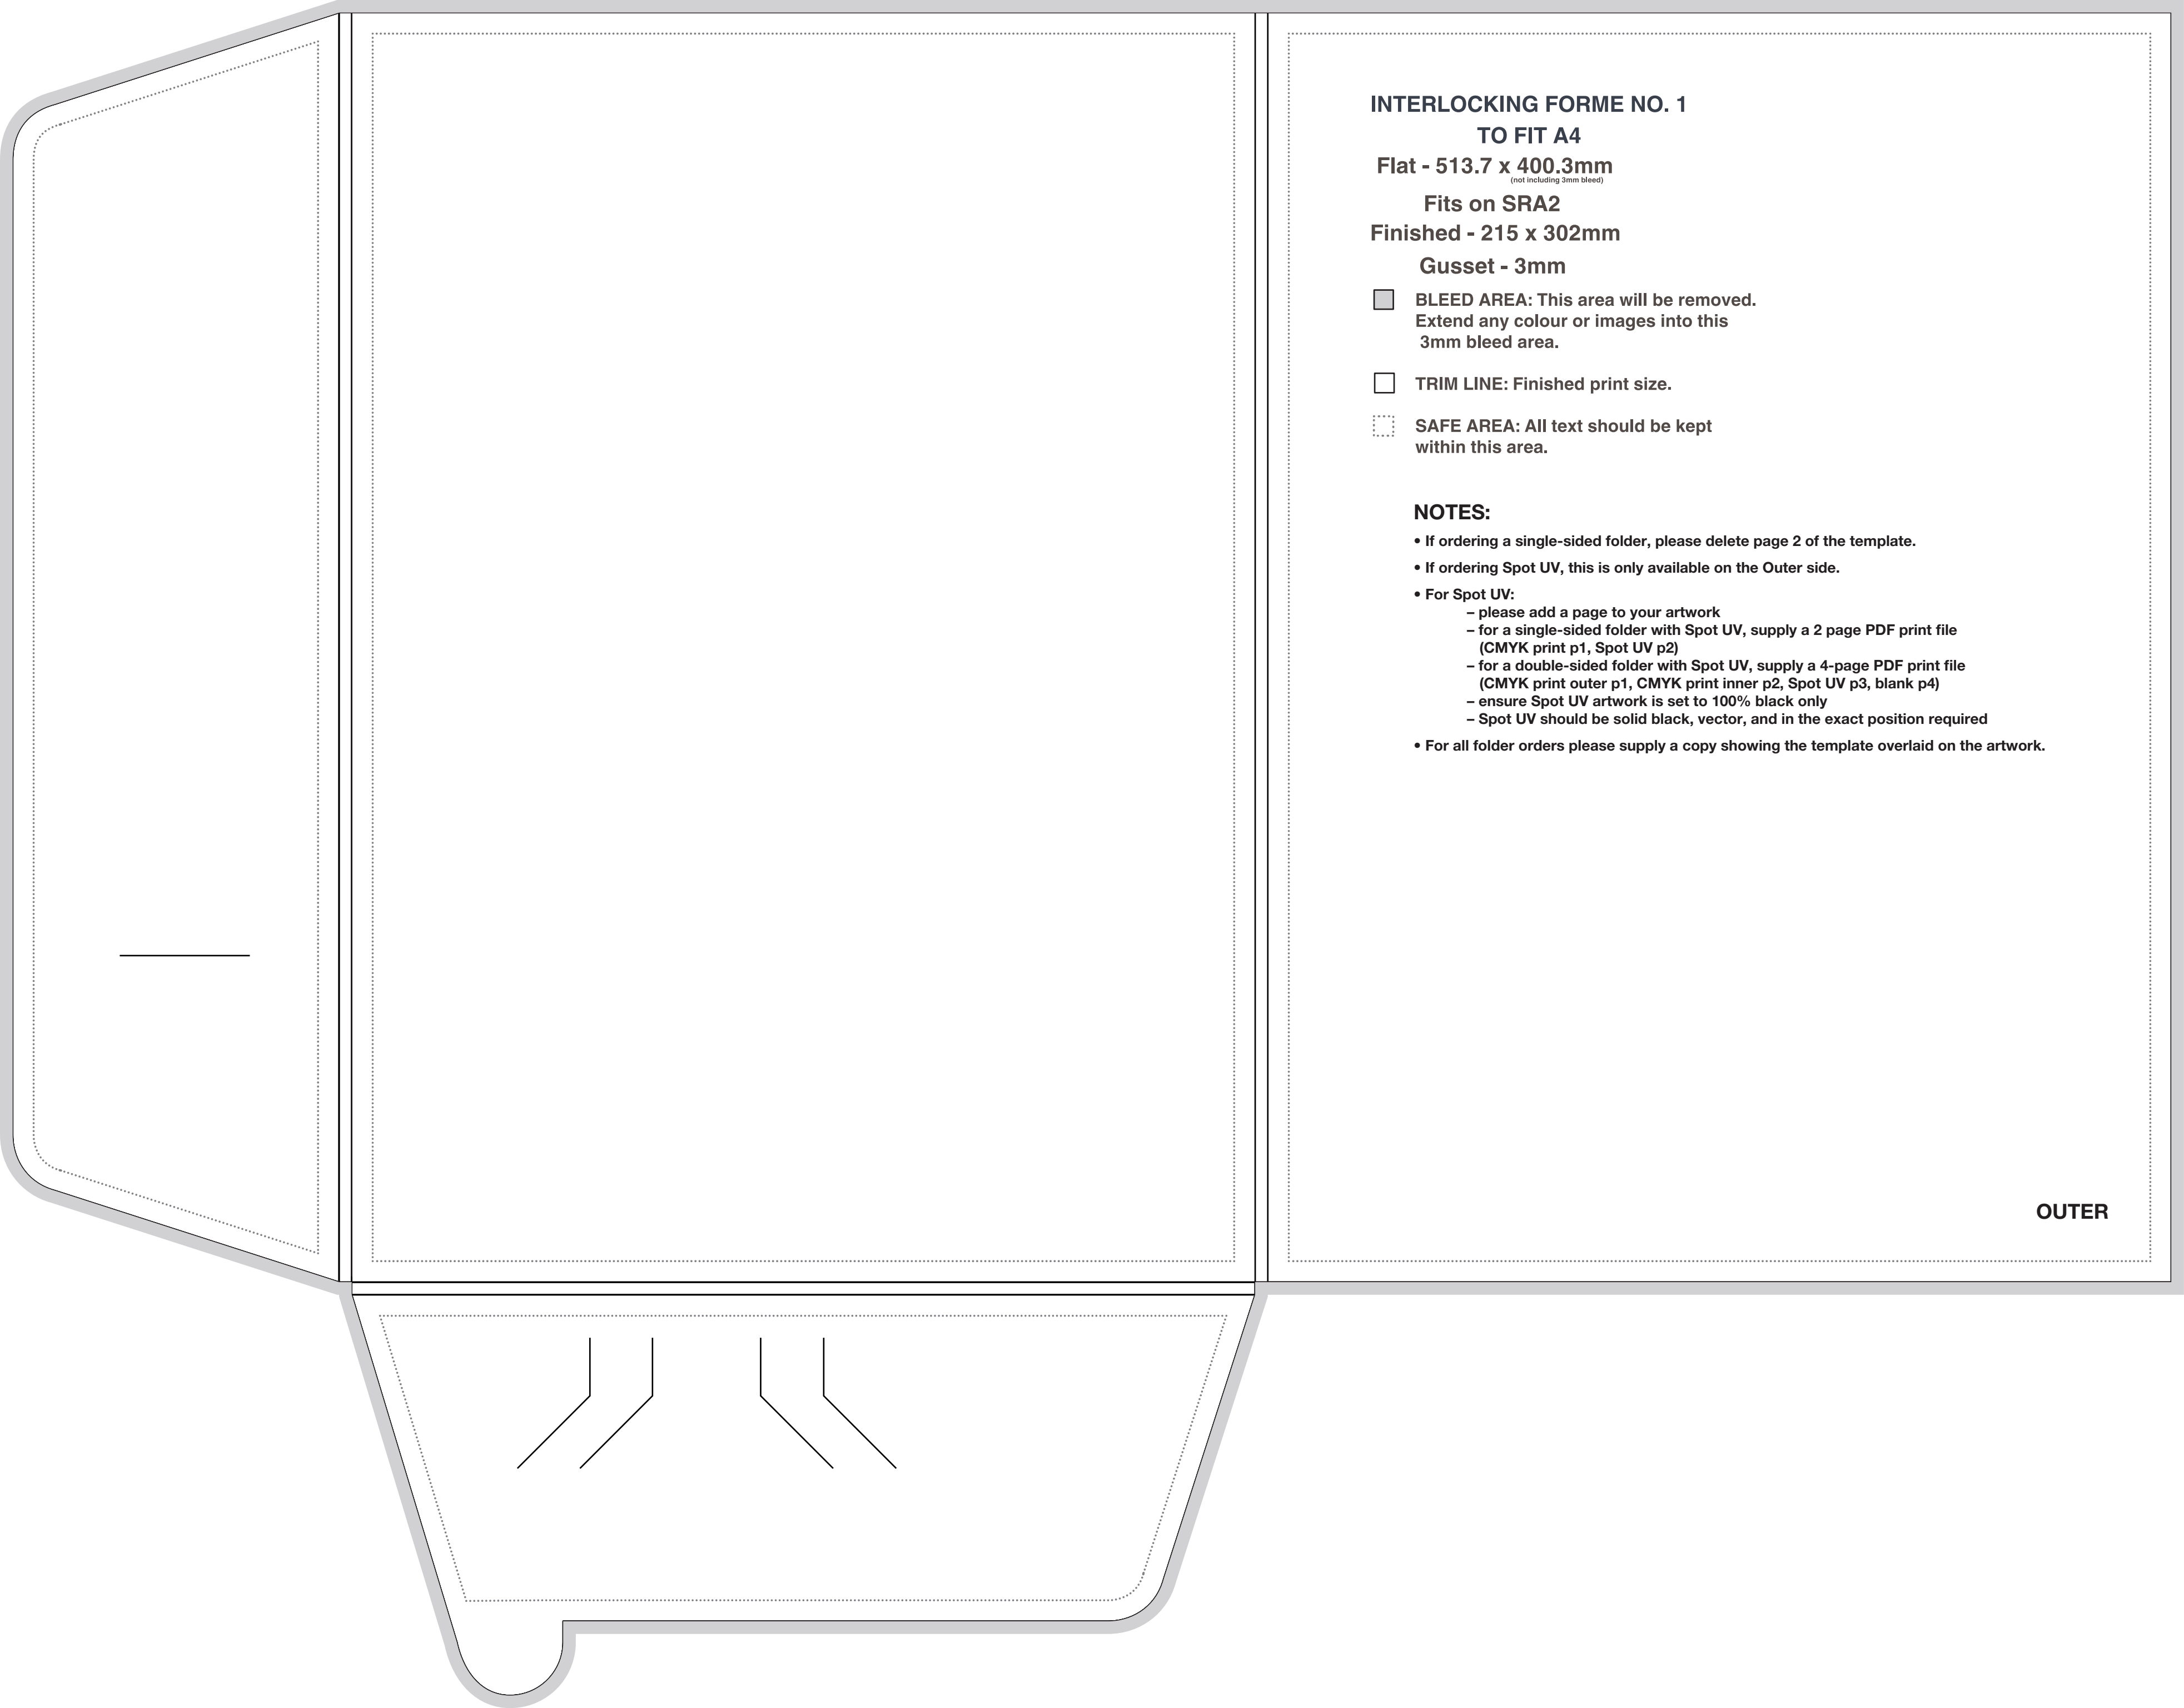 INTERLOCKING FORME NO. 1
TO FIT A4
Flat - 513.7 x 400.3mm
(not including 3mm bleed)
Fits on SRA2
Finished - 215 x 302mm
Gusset - 3mm
BLEED AREA: This area will be removed.
Extend any colour or images into this
3mm bleed area.
TRIM LINE: Finished print size.
SAFE AREA: All text should be kept
within this area.
NOTES:
• If ordering a single-sided folder, please delete page 2 of the template.
• If ordering Spot UV, this is only available on the Outer side.
• For Spot UV:
– please add a page to your artwork
– for a single-sided folder with Spot UV, supply a 2 page PDF print file
(CMYK print p1, Spot UV p2)
– for a double-sided folder with Spot UV, supply a 4-page PDF print file
(CMYK print outer p1, CMYK print inner p2, Spot UV p3, blank p4)
– ensure Spot UV artwork is set to 100% black only
– Spot UV should be solid black, vector, and in the exact position required
• For all folder orders please supply a copy showing the template overlaid on the artwork.
OUTER